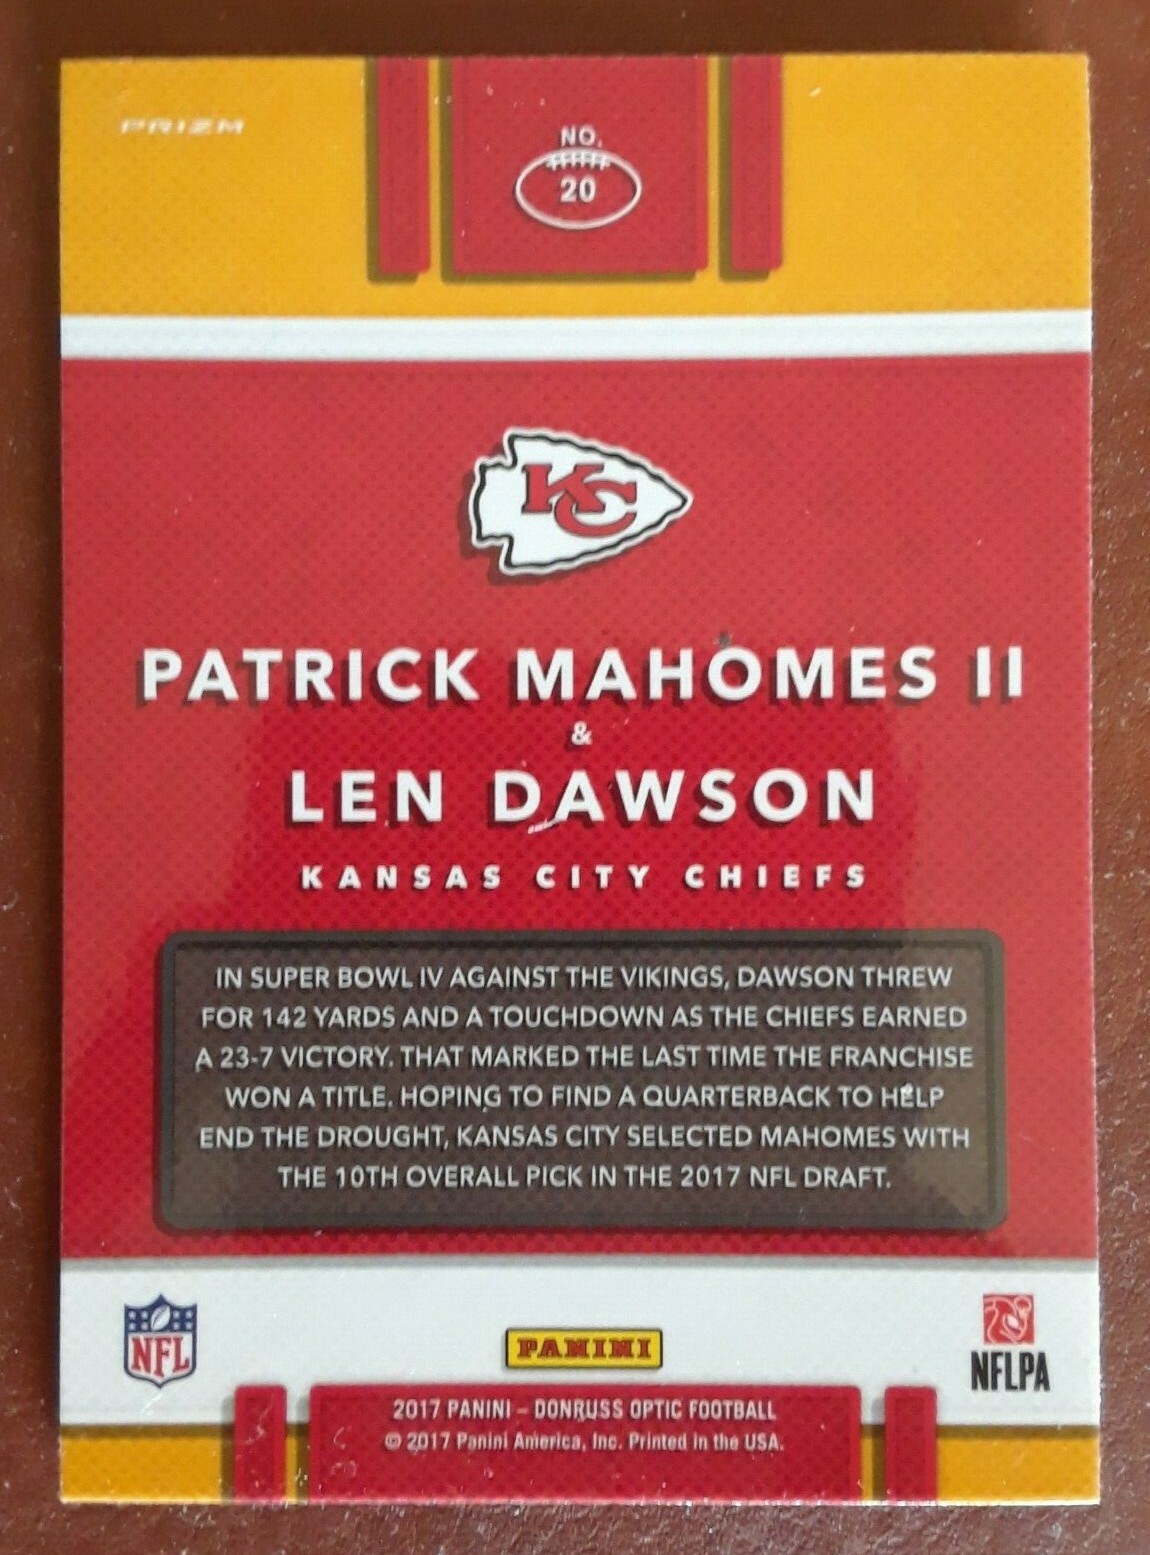 PRIZM
NO.
20
KC
PATRICK MAHOMES II
&
LEN DAWSON
KANSAS CITY CHIEFS
IN SUPER BOWL IV AGAINST THE VIKINGS, DAWSON THREW
FOR 142 YARDS AND A TOUCHDOWN AS THE CHIEFS EARNED
A 23-7 VICTORY. THAT MARKED THE LAST TIME THE FRANCHISE
WON A TITLE. HOPING TO FIND A QUARTERBACK TO HELP
END THE DROUGHT, KANSAS CITY SELECTED MAHOMES WITH
THE 10TH OVERALL PICK IN THE 2017 NFL DRAFT.
NFL
PANINI
NFLPA
2017 PANINI – DONRUSS OPTIC FOOTBALL
© 2017 Panini America, Inc. Printed in the USA.